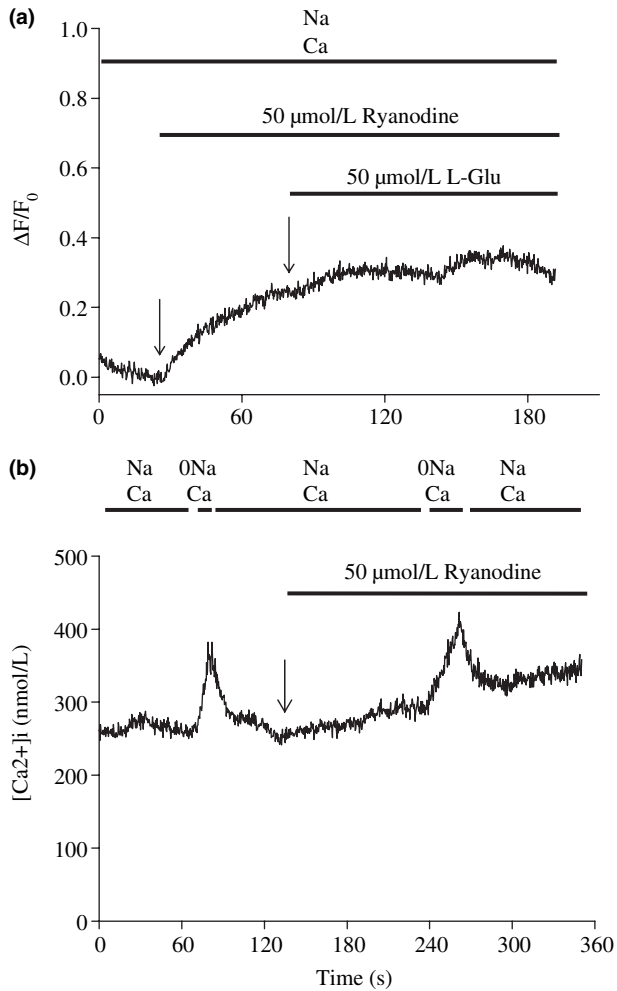 (a)
Na
Ca
50 µmol/L Ryanodine
50 µmol/L L-Glu
ΔF/F0
1.0
0.8
0.6
0.4
0.2
0.0
0 60 120 180
(b)
Na 0Na Na 0Na Na
Ca Ca Ca Ca Ca
50 µmol/L Ryanodine
[Ca2+]i (nmol/L)
500
400
300
200
100
0
0 60 120 180 240 300 360
Time (s)